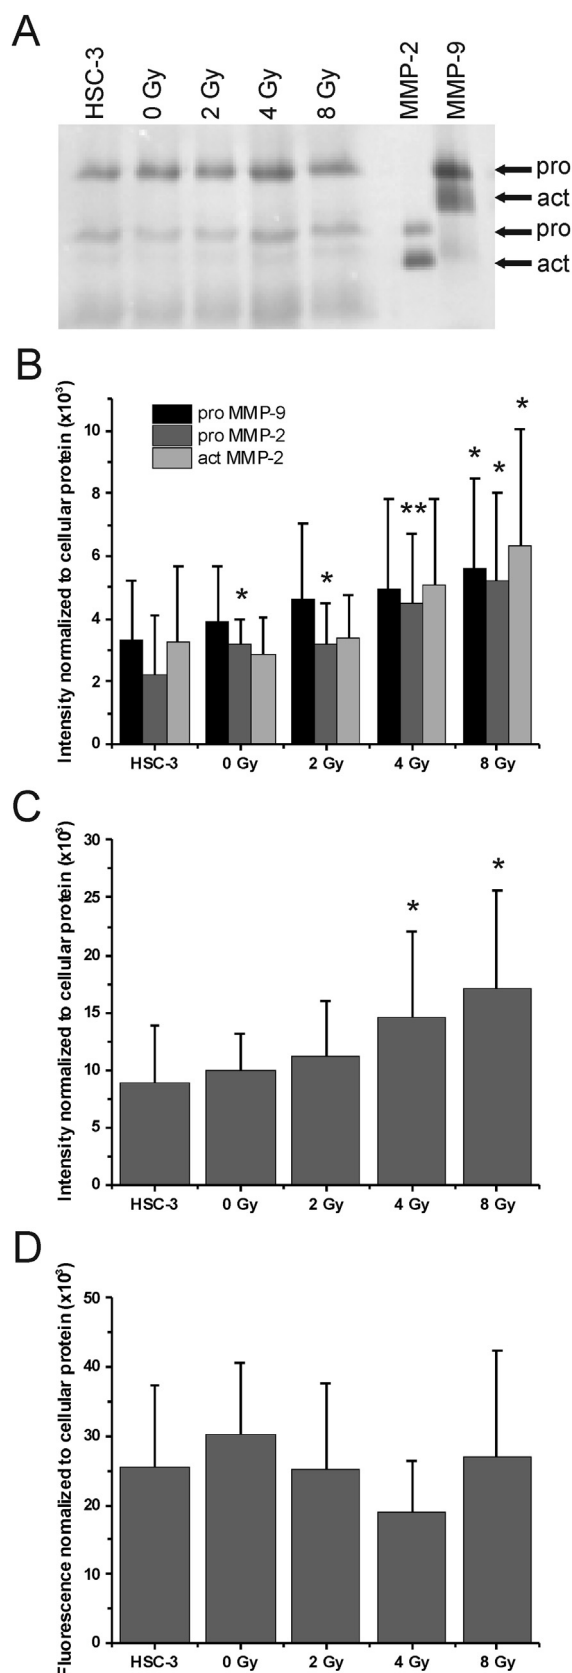 A
HSC-3
0 Gy
2 Gy
4 Gy
8 Gy
MMP-2
MMP-9
pro
act
pro
act
B
Intensity normalized to cellular protein (x10³)
10
8
6
4
2
0
pro MMP-9
pro MMP-2
act MMP-2
*
*
**
*
*
*
HSC-3 0 Gy 2 Gy 4 Gy 8 Gy
C
Intensity normalized to cellular protein (x10³)
30
25
20
15
10
5
0
*
*
HSC-3 0 Gy 2 Gy 4 Gy 8 Gy
D
Fluorescence nomalized to cellular protein (x10³)
50
40
30
20
10
0
HSC-3 0 Gy 2 Gy 4 Gy 8 Gy